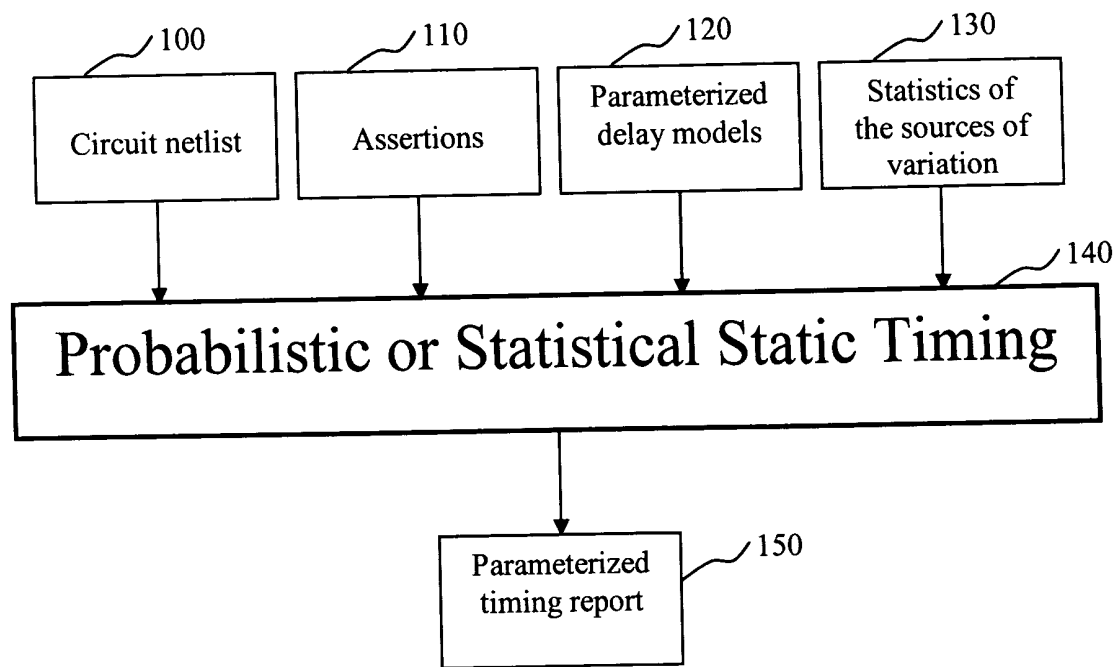 100
110
120
130
Circuit netlist
Assertions
Parameterized
delay models
Statistics of
the sources of
variation
140
Probabilistic or Statistical Static Timing
150
Parameterized
timing report